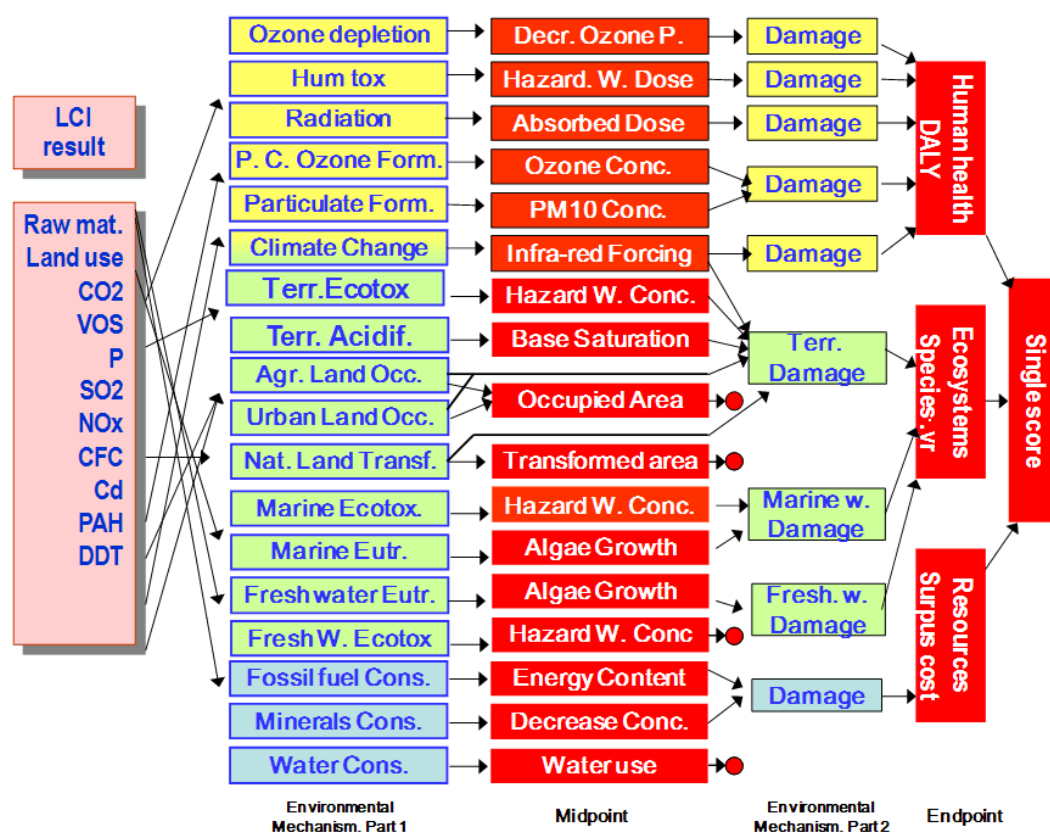 LCI
result
Raw mat.
Land use
CO2
VOS
P
SO2
NOx
CFC
Cd
PAH
DDT
Ozone depletion
Hum tox
Radiation
P. C. Ozone Form.
Particulate Form.
Climate Change
Terr.Ecotox
Terr. Acidif.
Agr. Land Occ.
Urban Land Occ.
Nat. Land Transf.
Marine Ecotox.
Marine Eutr.
Freshwater Eutr.
Fresh W. Ecotox
Fossil fuel Cons.
Minerals Cons.
Water Cons.
Environmental
Mechanism. Part 1
Decr. Ozone P.
Hazard. W. Dose
Absorbed Dose
Ozone Conc.
PM10 Conc.
Infra-red Forcing
Hazard W. Conc.
Base Saturation
Occupied Area
Transformed area
Hazard W. Conc.
Algae Growth
Algae Growth
Hazard W. Conc
Energy Content
Decrease Conc.
Water use
Midpoint
Damage
Damage
Damage
Damage
Damage
Terr.
Damage
Marine w.
Damage
Fresh. w.
Damage
Damage
Environmental
Mechanism. Part 2
Human health
DALY
Ecosystems
Species.yr
Resources
Surpus cost
Endpoint
Single score